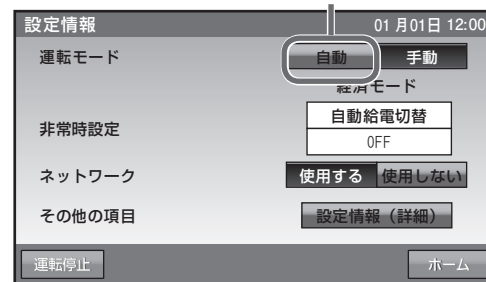 設定情報 01月01日 12:00
運転モード 自動 手動
経済モード
非常時設定 自動給電切替
OFF
ネットワーク 使用する 使用しない
その他の項目 設定情報（詳細）
運転停止 ホーム